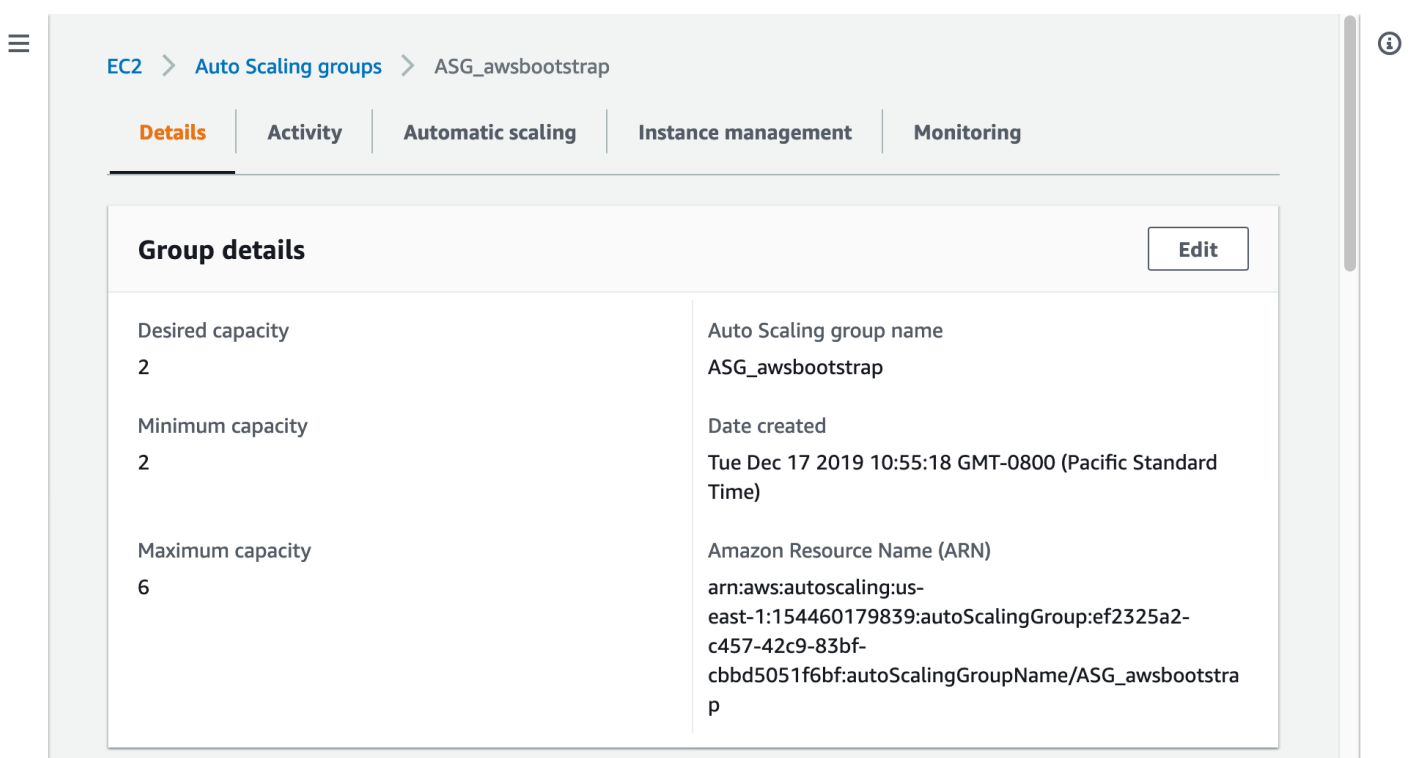 EC2 Auto Scaling groups ASG_awsbootstrap
Details Activity Automatic scaling Instance management Monitoring
Group details
Edit
Desired capacity
2
Minimum capacity
2
Maximum capacity
6
Auto Scaling group name
ASG_awsbootstrap
Date created
Tue Dec 17 2019 10:55:18 GMT-0800 (Pacific Standard
Time)
Amazon Resource Name (ARN)
arn:aws:autoscaling:us-
east-1:154460179839:autoScalingGroup:ef2325a2-
c457-42c9-83bf-
cbbd5051f6bf:autoScalingGroupName/ASG_awsbootstra
p